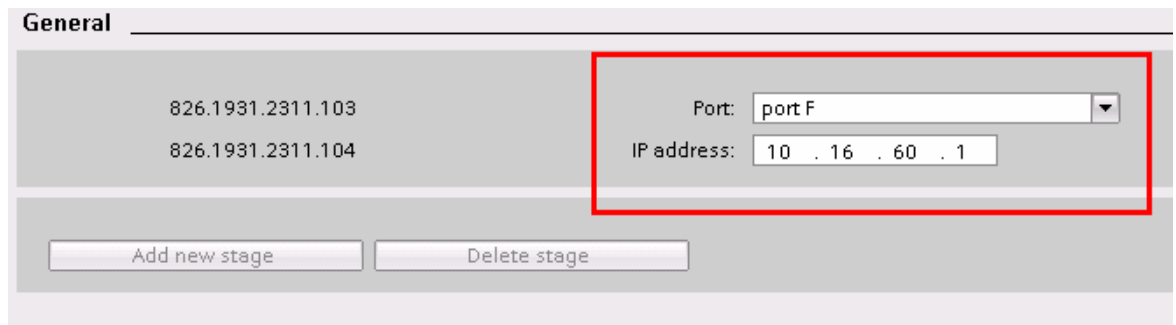 General
826.1931.2311.103 Port: port F
826.1931.2311.104 IP address: 10 . 16 . 60 . 1
Add new stage Delete stage